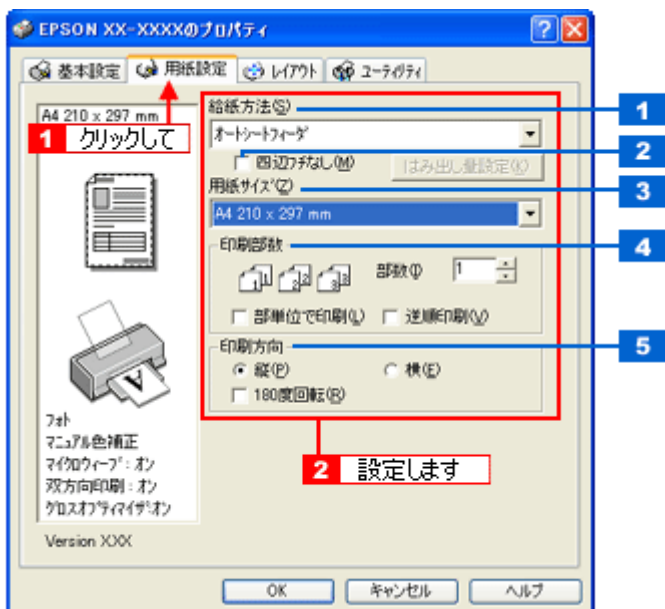 EPSON XX-XXXXのプロパティ
基本設定 用紙設定 レイアウト ユーティリティ
A4 210 x 297 mm
1 クリックして
フォト
マニュアル色補正
マイクロウィーブ：オン
双方向印刷：オン
グロスオプティマイザ：オン
Version XXX
給紙方法(S)
オートシートフィーダ
四辺フチなし(M) はみ出し量設定(K)
用紙サイズ(Z)
A4 210 x 297 mm
印刷部数
1 1 2 2 3 3
部数(I) 1
部単位で印刷(L) 逆順印刷(V)
印刷方向
縦(P) 横(E)
180度回転(R)
2 設定します
1
2
3
4
5
OK キャンセル ヘルプ